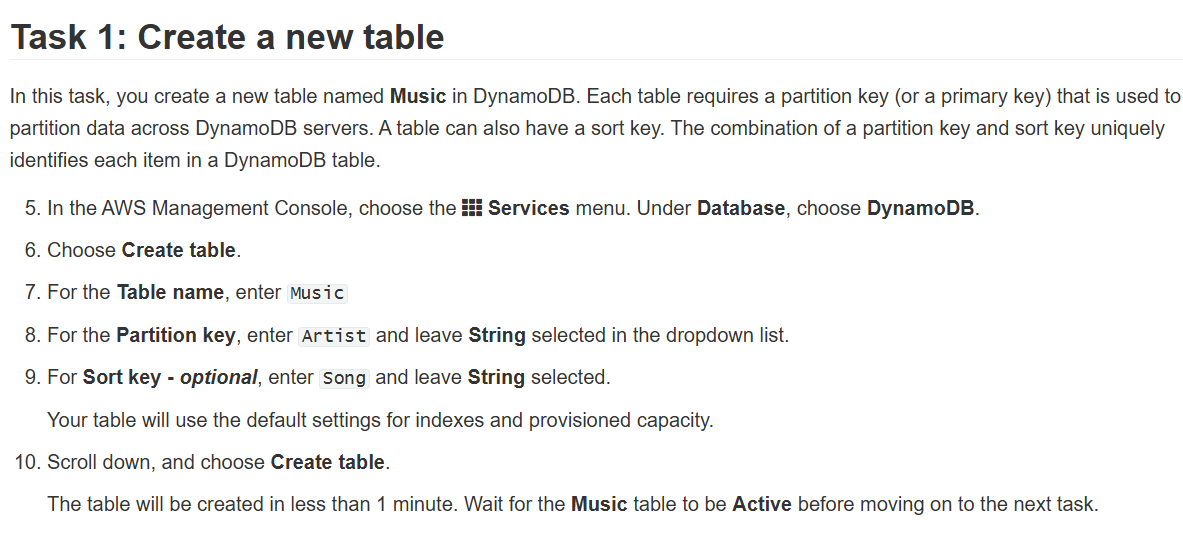 Task 1: Create a new table
In this task, you create a new table named Music in DynamoDB. Each table requires a partition key (or a primary key) that is used to
partition data across DynamoDB servers. A table can also have a sort key. The combination of a partition key and sort key uniquely
identifies each item in a DynamoDB table.
5. In the AWS Management Console, choose the Services menu. Under Database, choose DynamoDB.
6. Choose Create table.
7. For the Table name, enter Music
8. For the Partition key, enter Artist and leave String selected in the dropdown list.
9. For Sort key - optional, enter Song and leave String selected.
Your table will use the default settings for indexes and provisioned capacity.
10. Scroll down, and choose Create table.
The table will be created in less than 1 minute. Wait for the Music table to be Active before moving on to the next task.